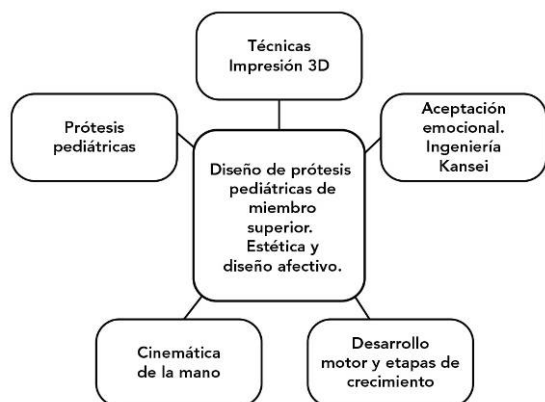 Técnicas
Impresión 3D
Prótesis
pediátricas
Aceptación
emocional.
Ingeniería
Kansei
Diseño de prótesis
pediátricas de
miembro
superior.
Estética y
diseño afectivo.
Cinemática
de la mano
Desarrollo
motor y etapas de
crecimiento